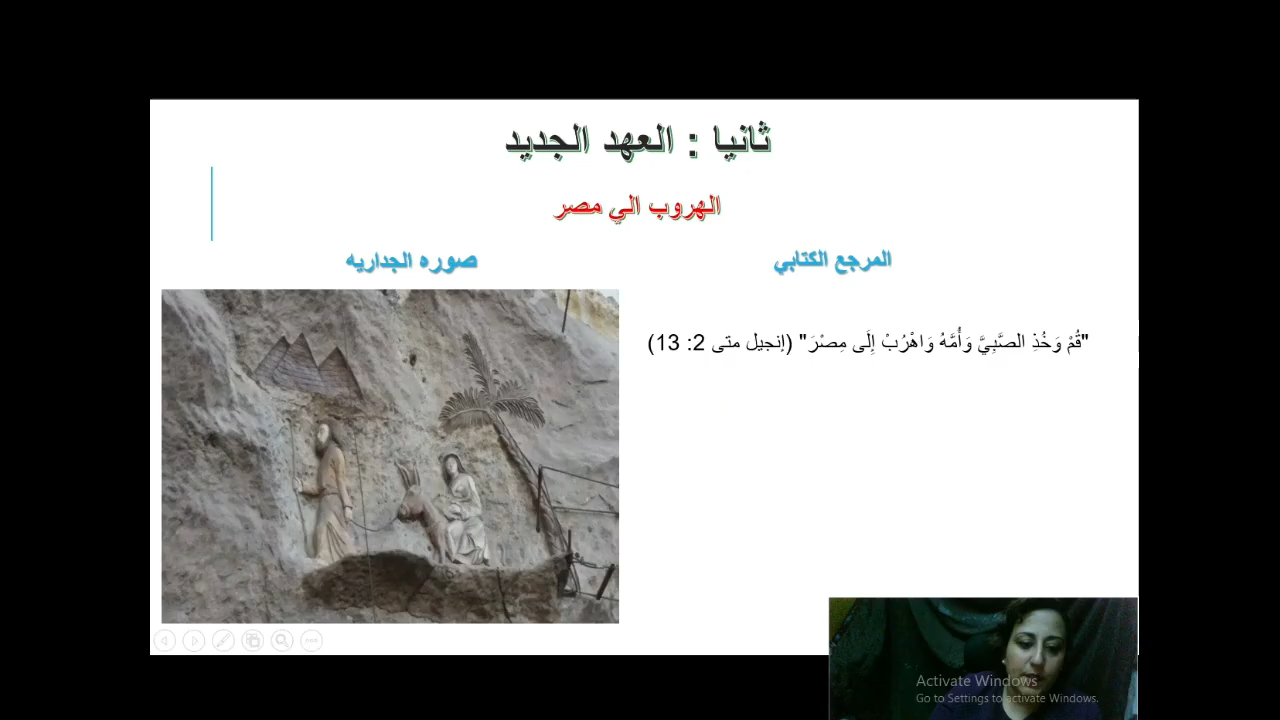 ثانيا : العهد الجديد
الهروب الي مصر
المرجع الكتابي
صوره الجداريه
"قُمْ وَخُذِ الصَّبِيَّ وَأُمَّهُ وَاهْرُبْ إِلَى مِصْرَ" (إنجيل متى 2: 13)
Activate Windows
Go to Settings to activate Windows.